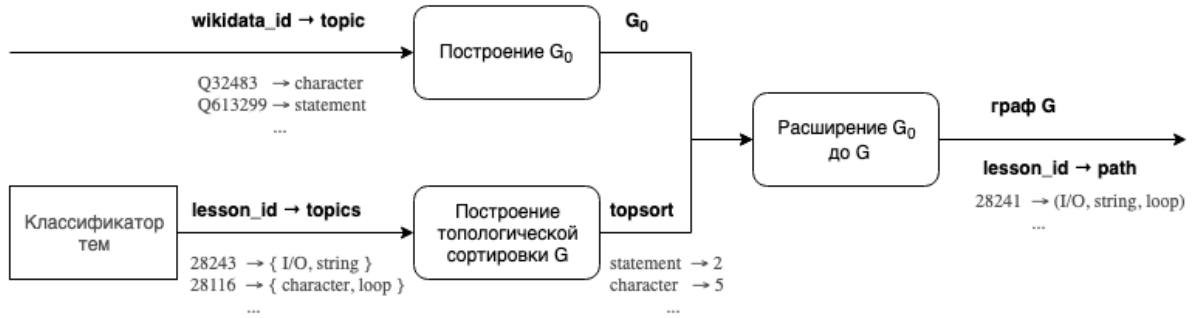 wikidata_id → topic
Q32483 → character
Q613299 → statement
...
Построение G₀
G₀
Классификатор
тем
lesson_id → topics
28243 → { I/O, string }
28116 → { character, loop }
...
Построение
топологической
сортировки G
topsort
statement → 2
character → 5
...
Расширение G₀
до G
граф G
lesson_id → path
28241 → (I/O, string, loop)
...